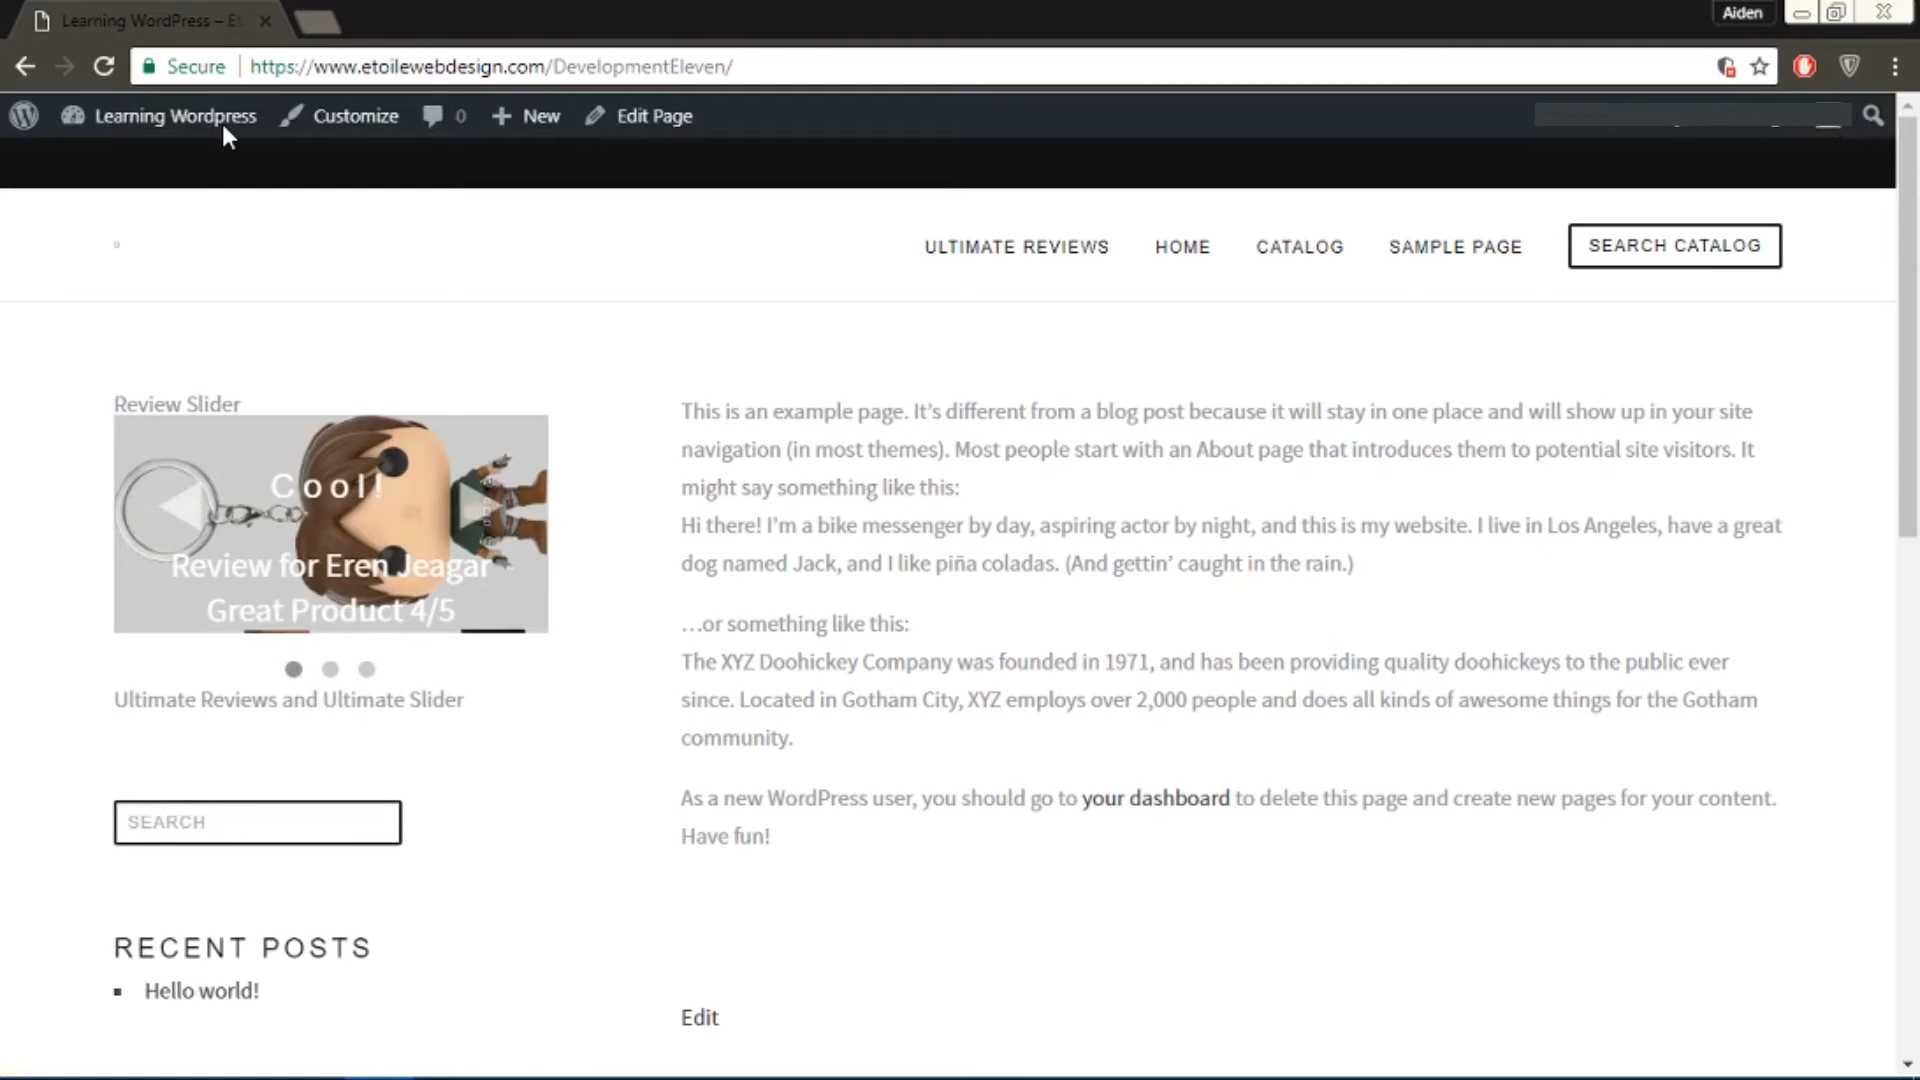 Learning WordPress – Et
Aiden
Secure https://www.etoilewebdesign.com/DevelopmentEleven/
Learning Wordpress Customize 0 New Edit Page
ULTIMATE REVIEWS HOME CATALOG SAMPLE PAGE SEARCH CATALOG
Review Slider
Cool!
Review for Eren Jeagar
Great Product 4/5
Ultimate Reviews and Ultimate Slider
SEARCH
RECENT POSTS
Hello world!
This is an example page. It’s different from a blog post because it will stay in one place and will show up in your site
navigation (in most themes). Most people start with an About page that introduces them to potential site visitors. It
might say something like this:
Hi there! I’m a bike messenger by day, aspiring actor by night, and this is my website. I live in Los Angeles, have a great
dog named Jack, and I like piña coladas. (And gettin’ caught in the rain.)
…or something like this:
The XYZ Doohickey Company was founded in 1971, and has been providing quality doohickeys to the public ever
since. Located in Gotham City, XYZ employs over 2,000 people and does all kinds of awesome things for the Gotham
community.
As a new WordPress user, you should go to your dashboard to delete this page and create new pages for your content.
Have fun!
Edit